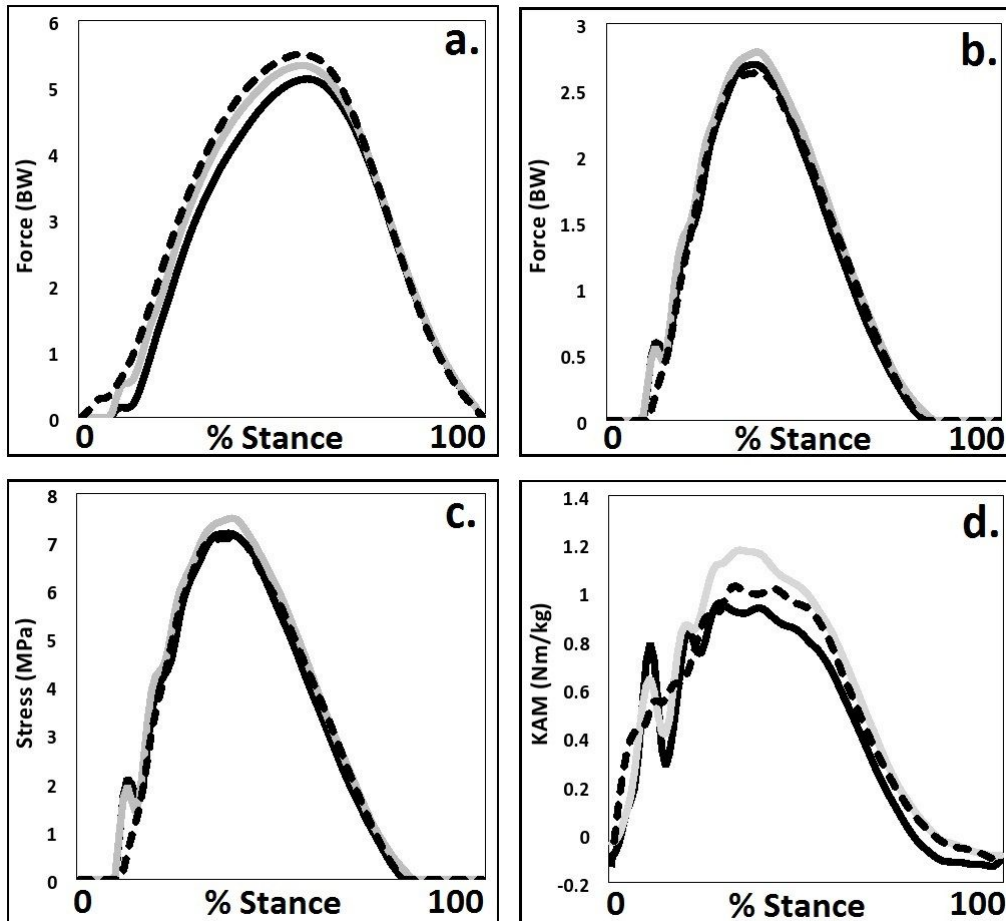 a.
6
5
4
3
2
1
0
Force (BW)
0 % Stance 100
b.
3
2.5
2
1.5
1
0.5
0
Force (BW)
0 % Stance 100
c.
8
7
6
5
4
3
2
1
0
Stress (MPa)
0 % Stance 100
d.
1.4
1.2
1
0.8
0.6
0.4
0.2
0
-0.2
KAM (Nm/kg)
0 % Stance 100